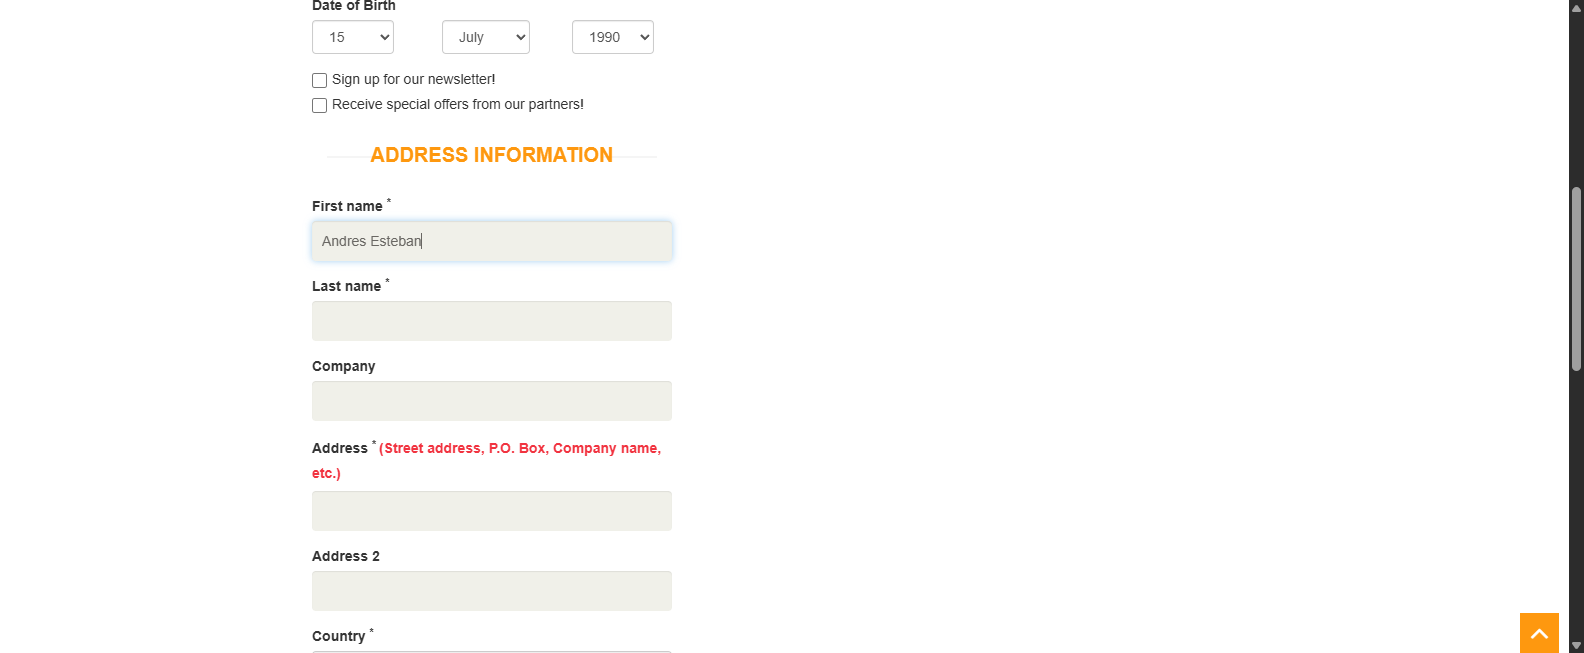 Date of Birth
15 July 1990
Sign up for our newsletter!
Receive special offers from our partners!
ADDRESS INFORMATION
First name *
Andres Esteban
Last name *
Company
Address * (Street address, P.O. Box, Company name,
etc.)
Address 2
Country *